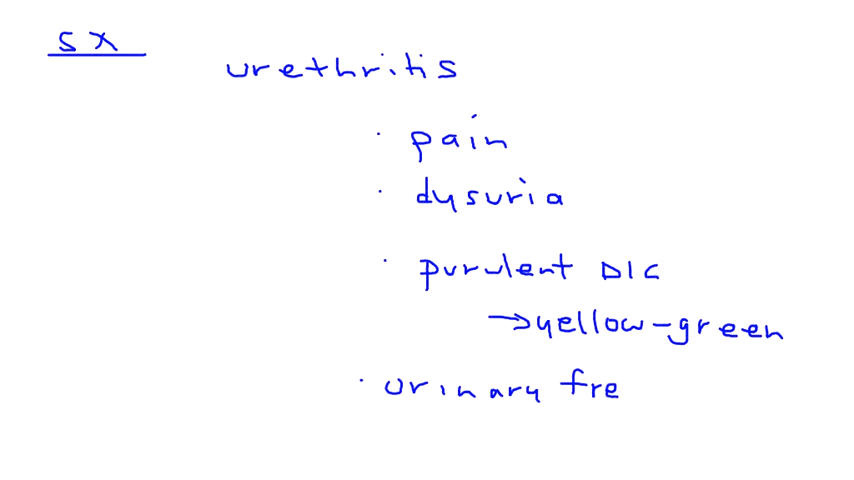 sx
urethritis
· pain
· dysuria
· purulent D/C
→yellow-green
· urinary fre